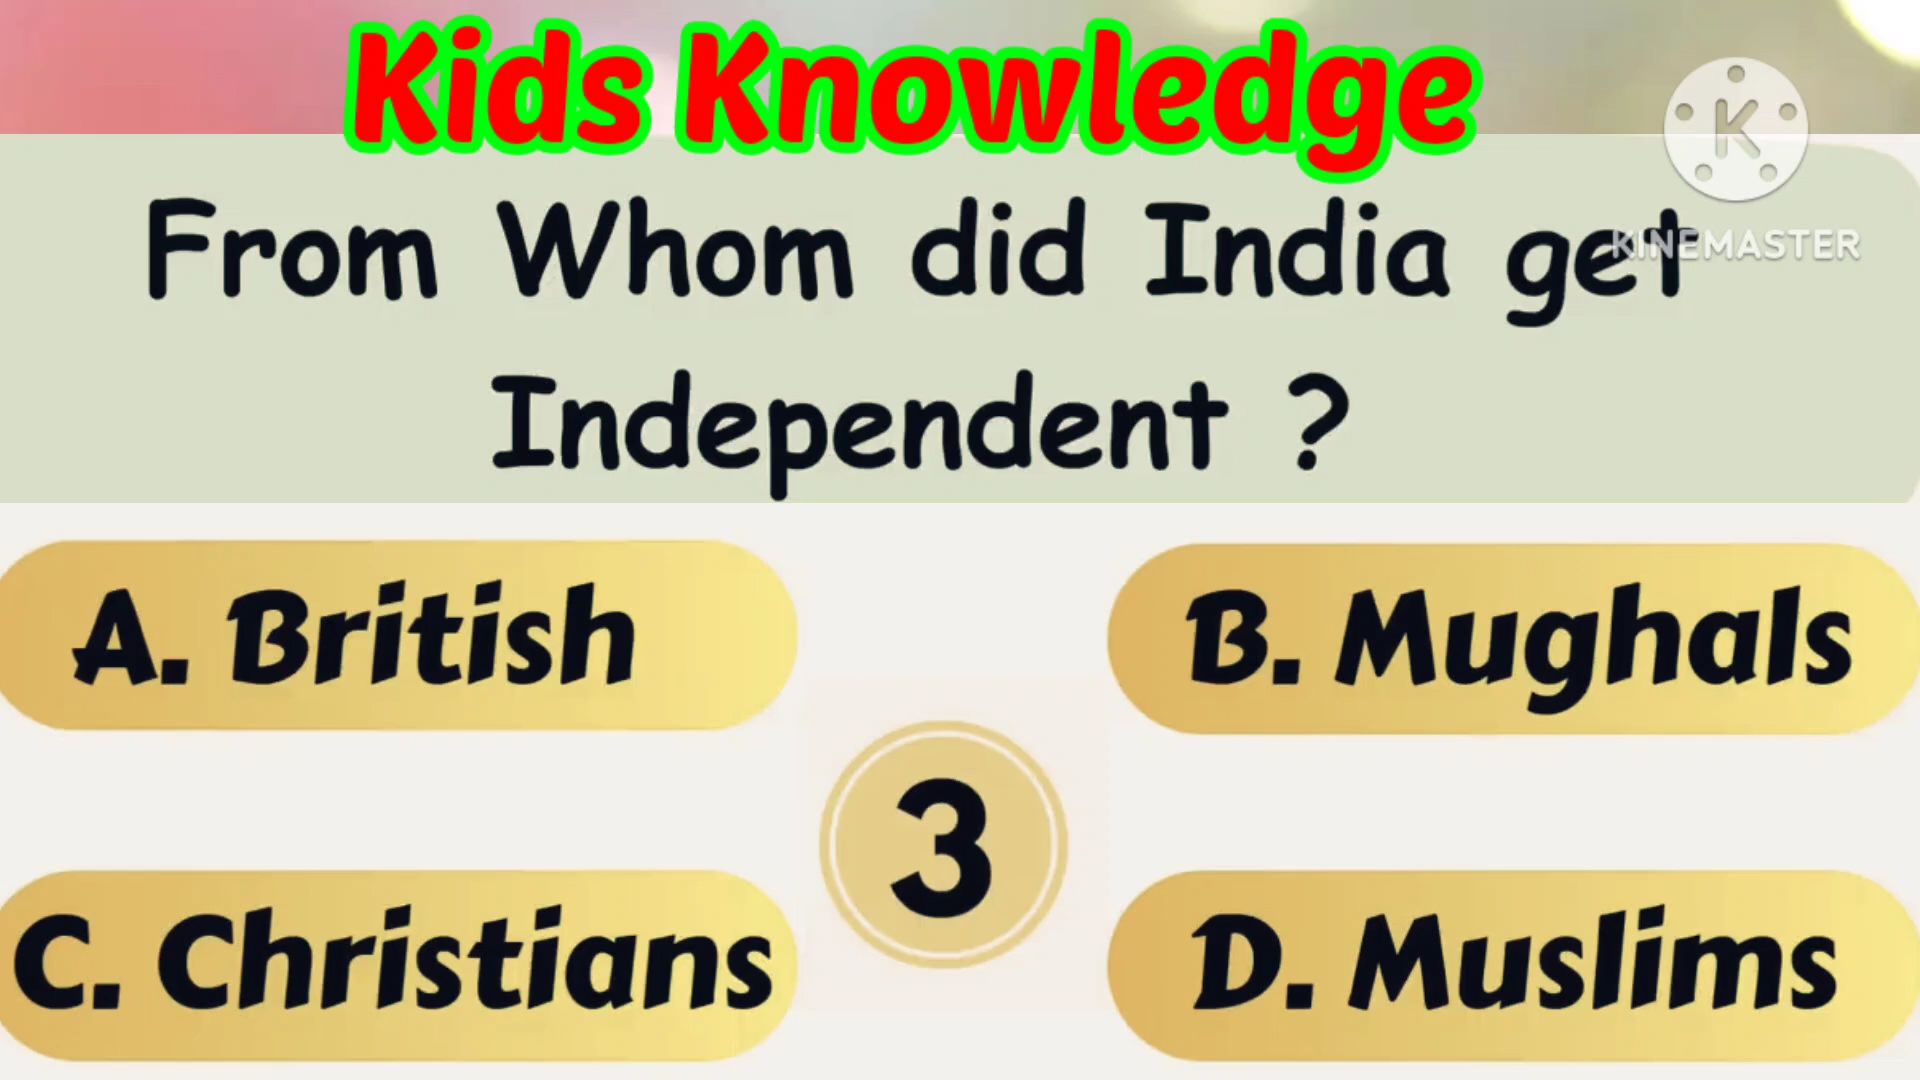 Kids Knowledge
K
KINEMASTER
From Whom did India get
Independent ?
A. British
B. Mughals
3
C. Christians
D. Muslims